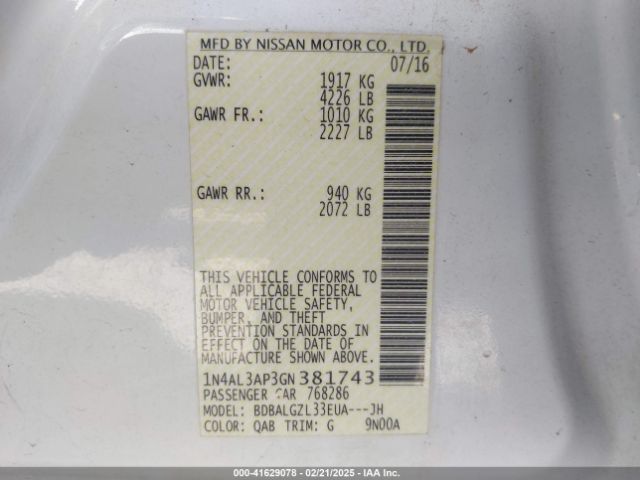 MFD BY NISSAN MOTOR CO., LTD.
DATE: 07/16
GVWR: 1917 KG
4226 LB
GAWR FR.: 1010 KG
2227 LB
GAWR RR.: 940 KG
2072 LB
THIS VEHICLE CONFORMS TO
ALL APPLICABLE FEDERAL
MOTOR VEHICLE SAFETY,
BUMPER, AND THEFT
PREVENTION STANDARDS IN
EFFECT ON THE DATE OF
MANUFACTURE SHOWN ABOVE.
1N4AL3AP3GN381743
PASSENGER CAR 768286
MODEL: BDBALGZL33EUA---JH
COLOR: QAB TRIM: G 9N00A
000-41629078 - 02/21/2025 - IAA Inc.